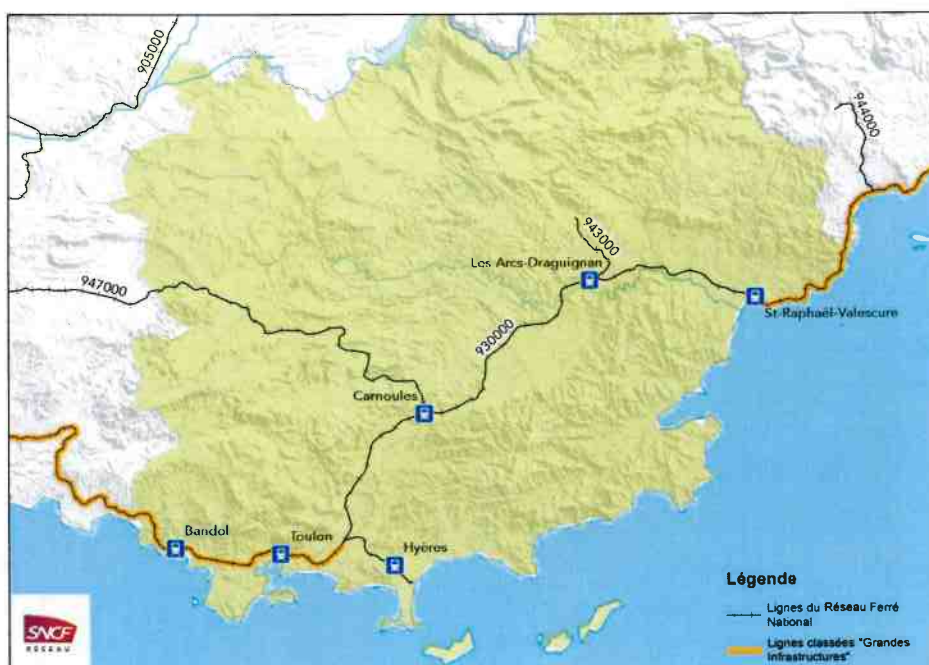 905000
944000
943000
Les Arcs-Draguignan
947000
St-Raphaël-Valescure
930000
Carnoules
Bandol
Toulon
Hyères
Légende
Lignes du Réseau Ferré
National
Lignes classées "Grandes
Infrastructures"
SNCF
RÉSEAU